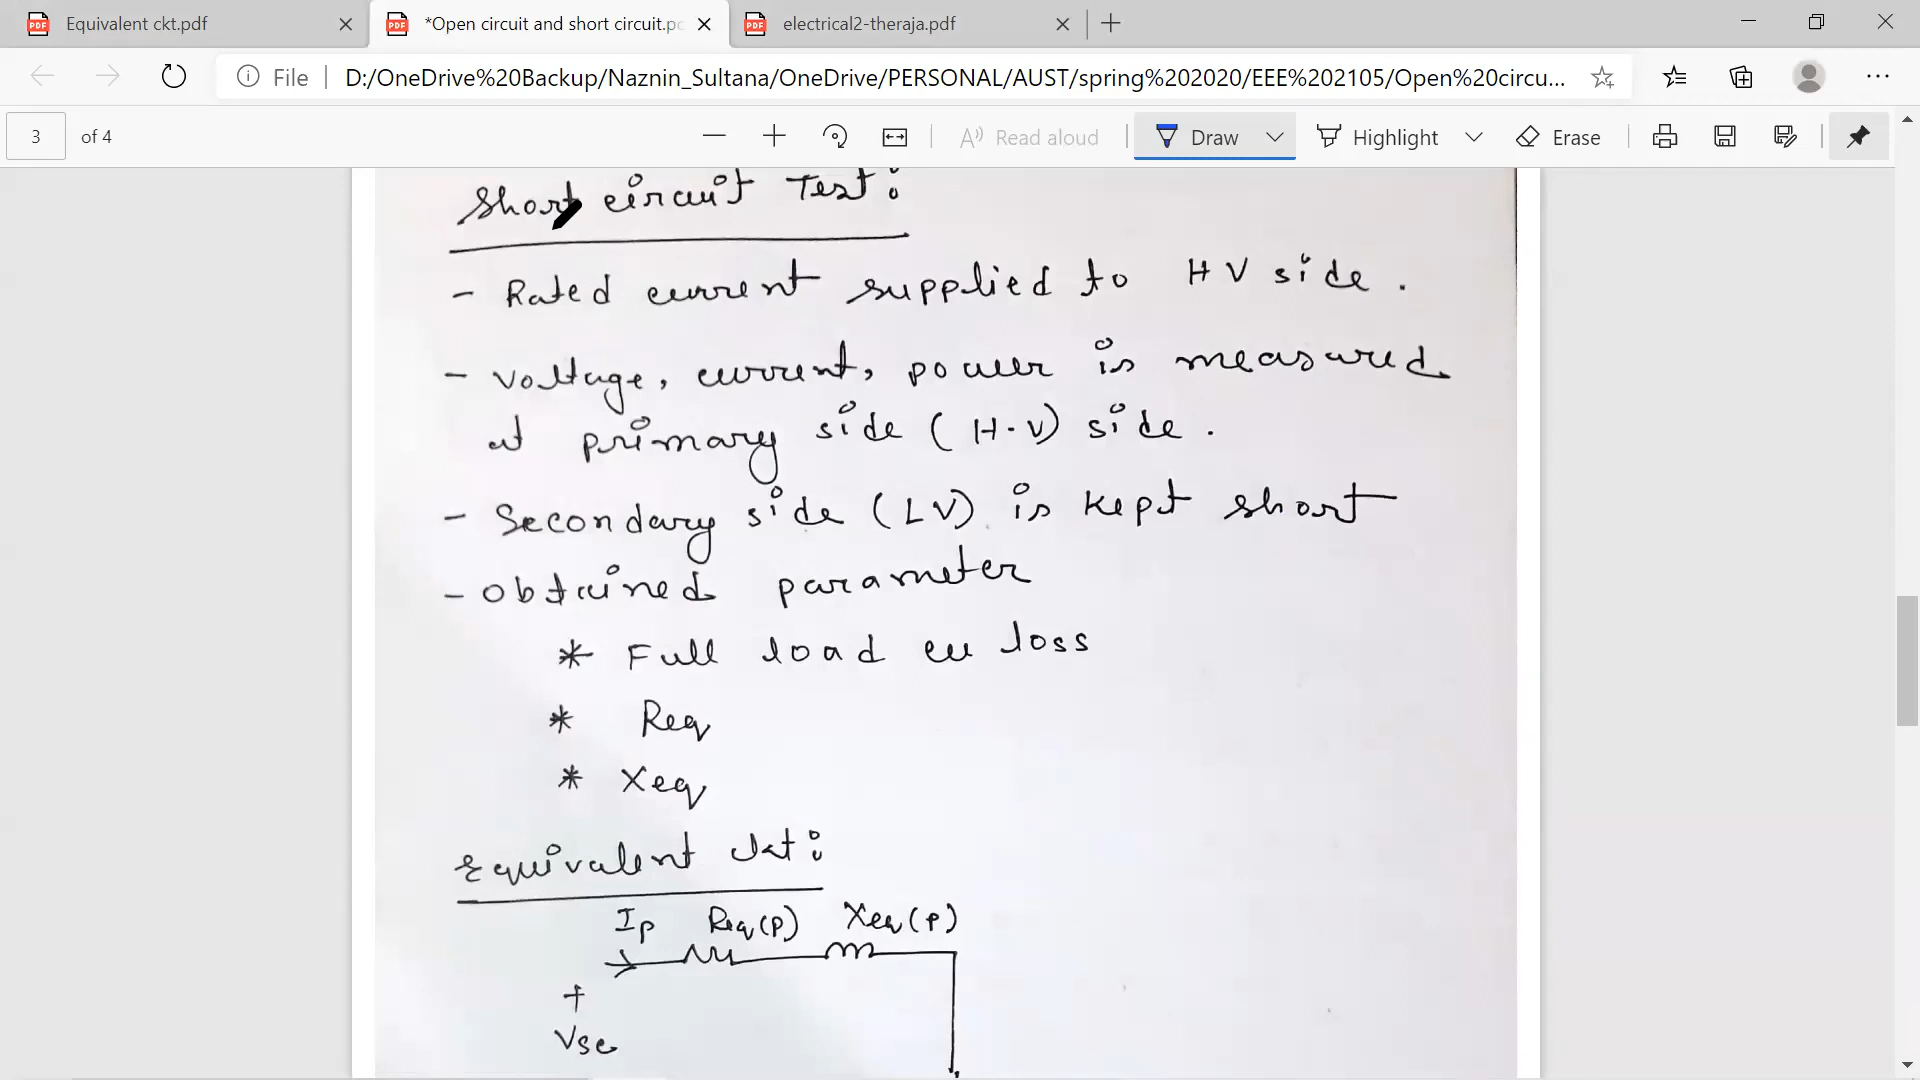 Equivalent ckt.pdf
*Open circuit and short circuit.pc
electrical2-theraja.pdf
File
D:/OneDrive%20Backup/Naznin_Sultana/OneDrive/PERSONAL/AUST/spring%202020/EEE%202105/Open%20circu...
3 of 4
Read aloud
Draw
Highlight
Erase
Short circuit Test:
- Rated current supplied to HV side.
- Voltage, current, power is measured
at primary side (H.V) side.
- Secondary side (LV) is kept short
- Obtained parameter
* Full load cu loss
* Req
* Xeq
Equivalent ckt:
Ip Req(p) Xeq(p)
+
Vsc